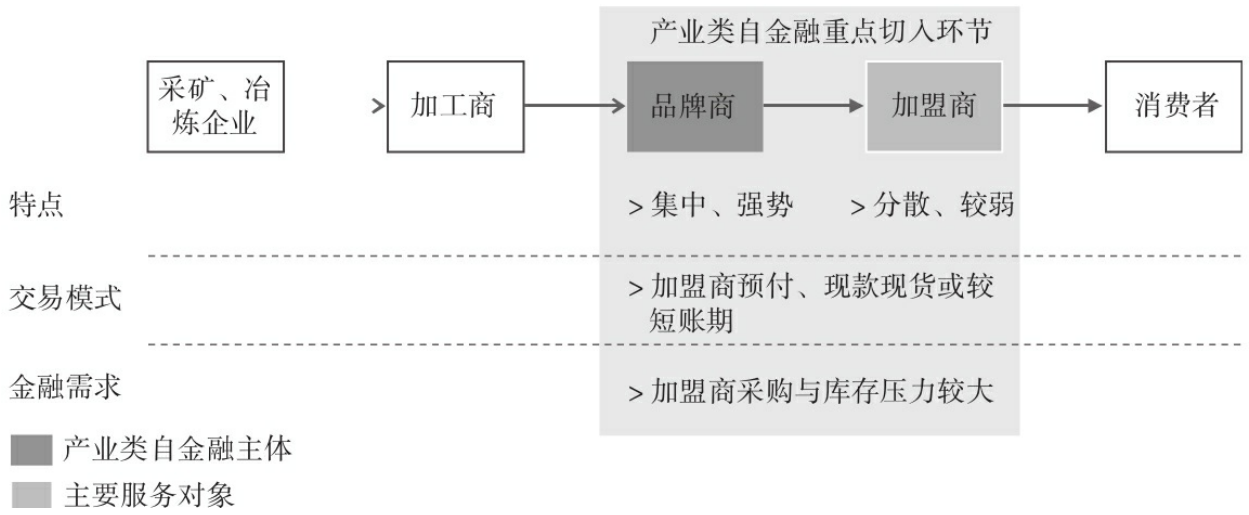 产业类自金融重点切入环节
采矿、冶
炼企业
加工商
品牌商
加盟商
消费者
特点
>集中、强势
>分散、较弱
交易模式
>加盟商预付、现款现货或较
短账期
金融需求
>加盟商采购与库存压力较大
产业类自金融主体
主要服务对象